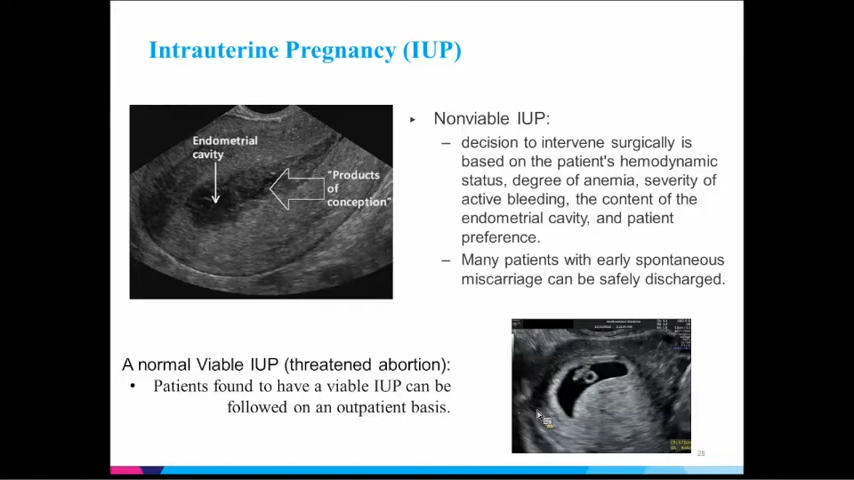 Intrauterine Pregnancy (IUP)
Endometrial
cavity
"Products
of
conception"
▸ Nonviable IUP:
– decision to intervene surgically is
based on the patient's hemodynamic
status, degree of anemia, severity of
active bleeding, the content of the
endometrial cavity, and patient
preference.
– Many patients with early spontaneous
miscarriage can be safely discharged.
A normal Viable IUP (threatened abortion):
• Patients found to have a viable IUP can be
followed on an outpatient basis.
28